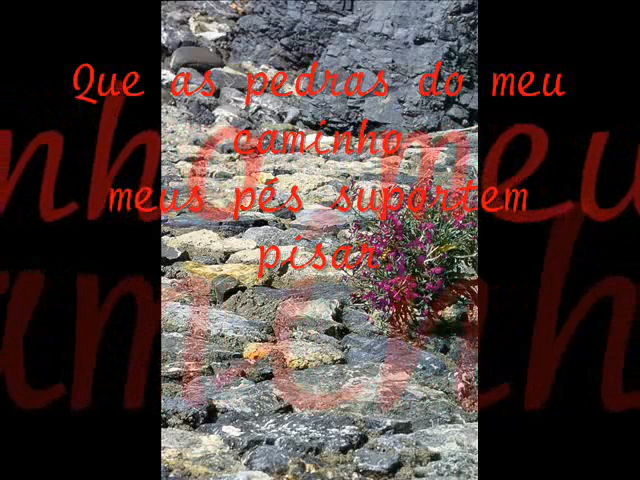 Que as pedras do meu
caminho
meus pés suportem
pisar